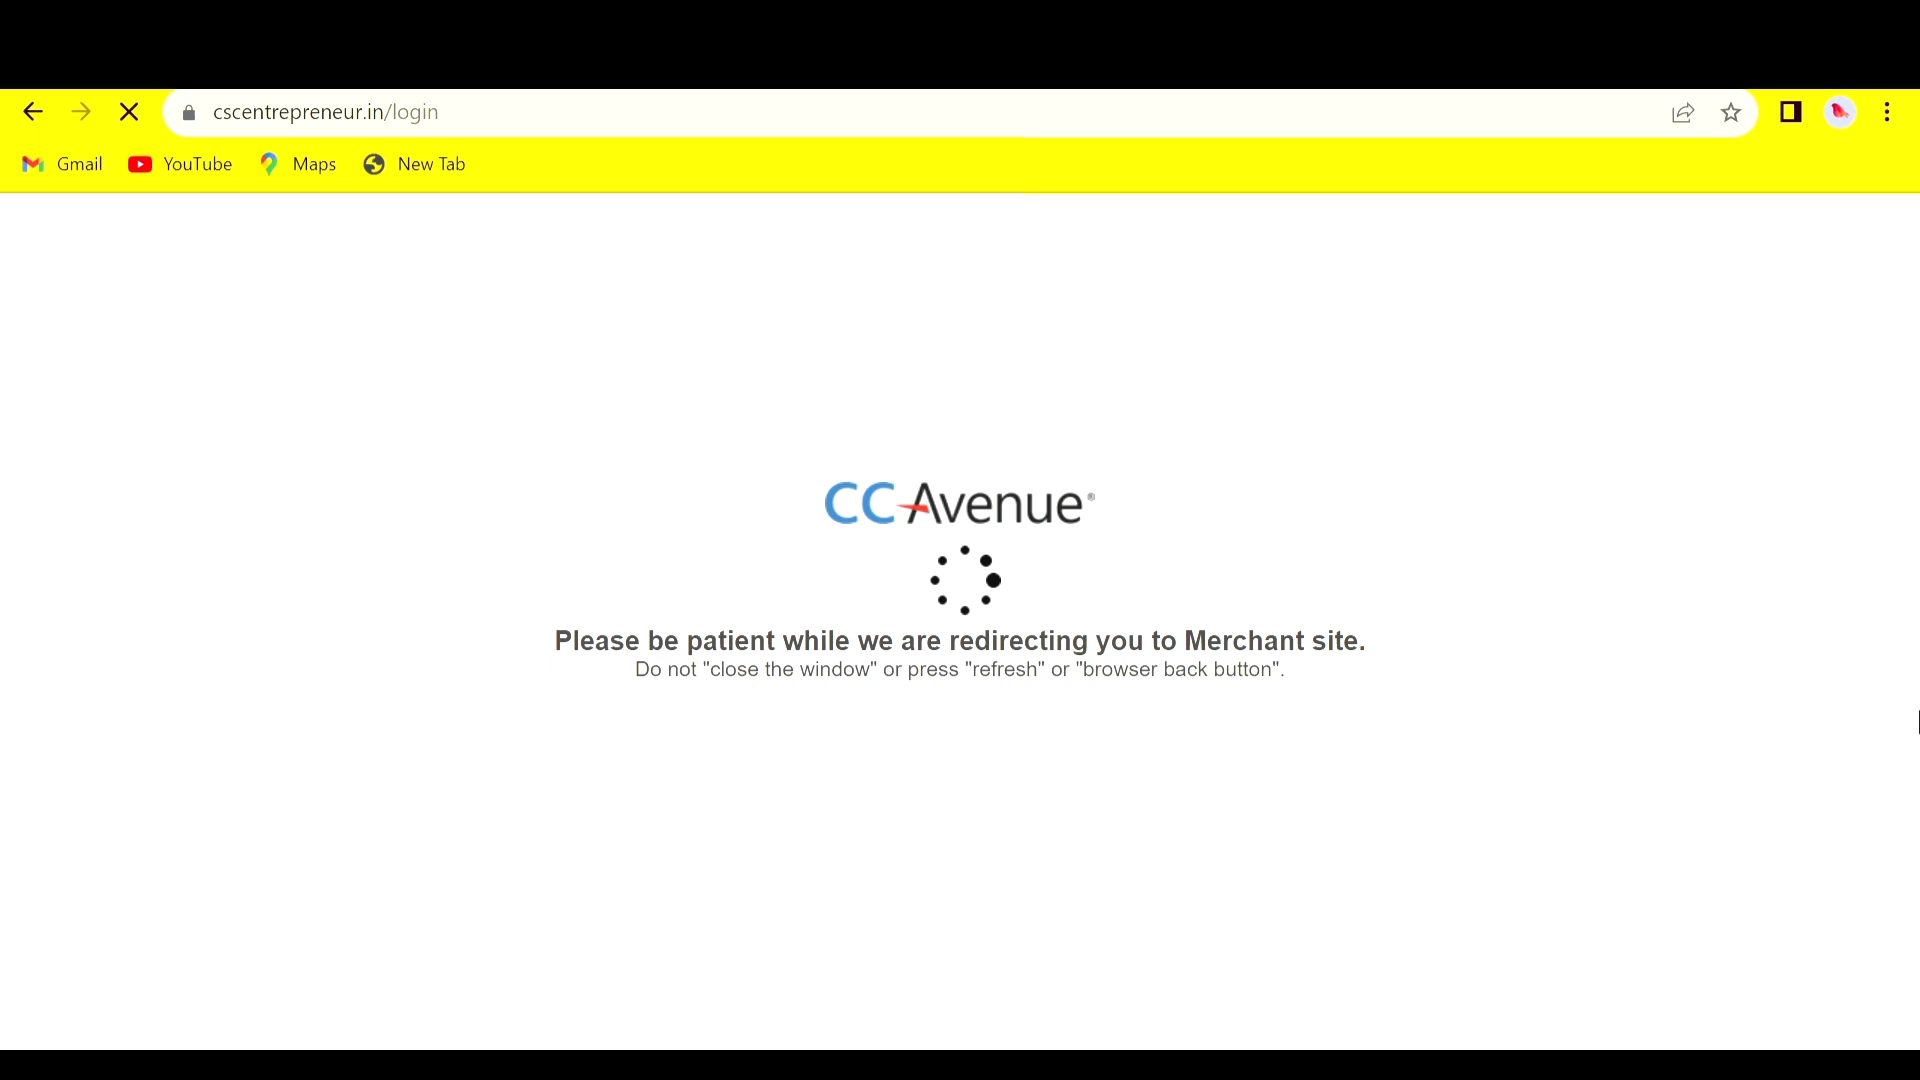 cscentrepreneur.in/login
Gmail YouTube Maps New Tab
CCAvenue®
Please be patient while we are redirecting you to Merchant site.
Do not "close the window" or press "refresh" or "browser back button".